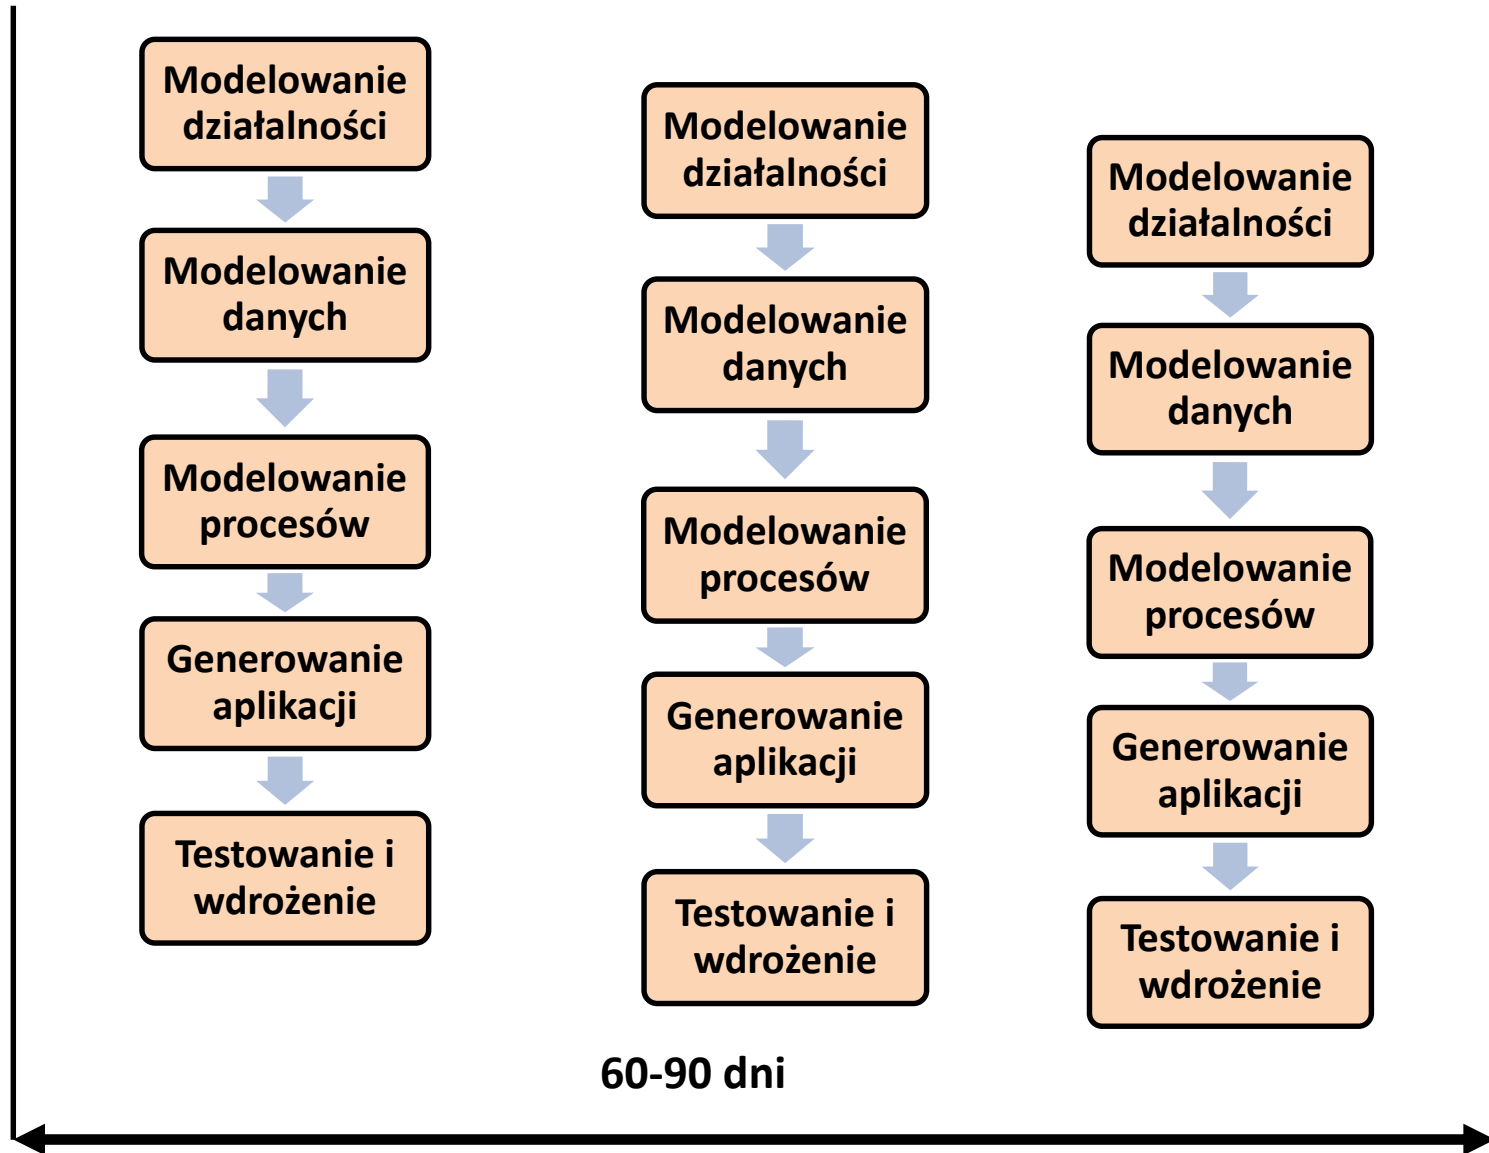 Modelowanie
działalności
Modelowanie
danych
Modelowanie
procesów
Generowanie
aplikacji
Testowanie i
wdrożenie
Modelowanie
działalności
Modelowanie
danych
Modelowanie
procesów
Generowanie
aplikacji
Testowanie i
wdrożenie
Modelowanie
działalności
Modelowanie
danych
Modelowanie
procesów
Generowanie
aplikacji
Testowanie i
wdrożenie
60-90 dni